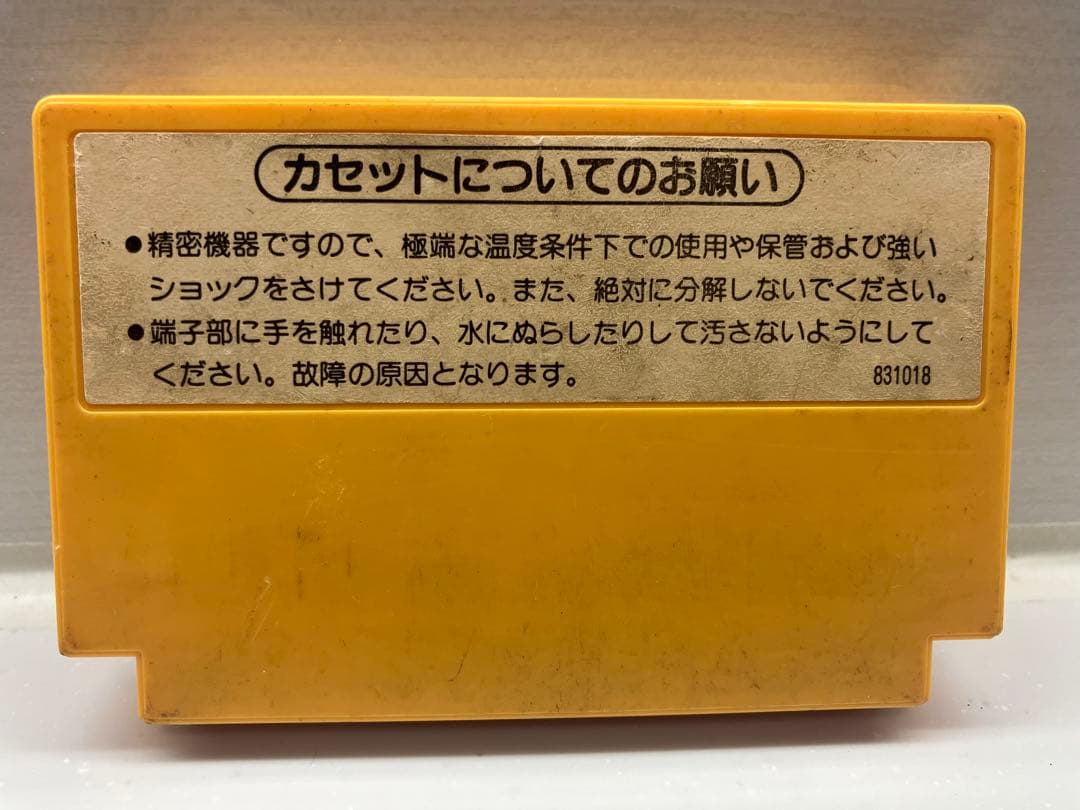 カセットについてのお願い
●精密機器ですので、極端な温度条件下での使用や保管および強い
ショックをさけてください。また、絶対に分解しないでください。
●端子部に手を触れたり、水にぬらしたりして汚さないようにして
ください。故障の原因となります。 831018